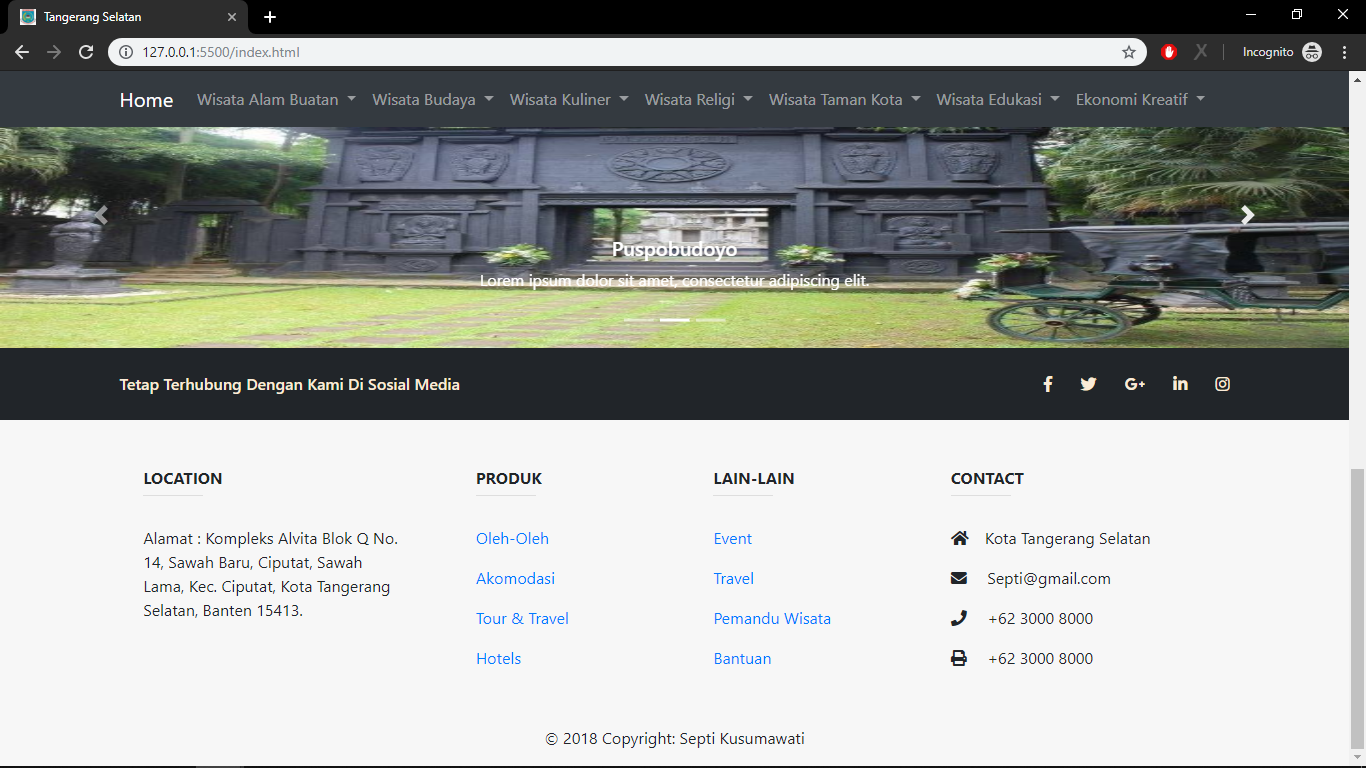 Tangerang Selatan
127.0.0.1:5500/index.html
Incognito
Home Wisata Alam Buatan Wisata Budaya Wisata Kuliner Wisata Religi Wisata Taman Kota Wisata Edukasi Ekonomi Kreatif
Puspobudoyo
Lorem ipsum dolor sit amet, consectetur adipiscing elit.
Tetap Terhubung Dengan Kami Di Sosial Media
LOCATION
Alamat : Kompleks Alvita Blok Q No.
14, Sawah Baru, Ciputat, Sawah
Lama, Kec. Ciputat, Kota Tangerang
Selatan, Banten 15413.
PRODUK
Oleh-Oleh
Akomodasi
Tour & Travel
Hotels
LAIN-LAIN
Event
Travel
Pemandu Wisata
Bantuan
CONTACT
Kota Tangerang Selatan
Septi@gmail.com
+62 3000 8000
+62 3000 8000
© 2018 Copyright: Septi Kusumawati